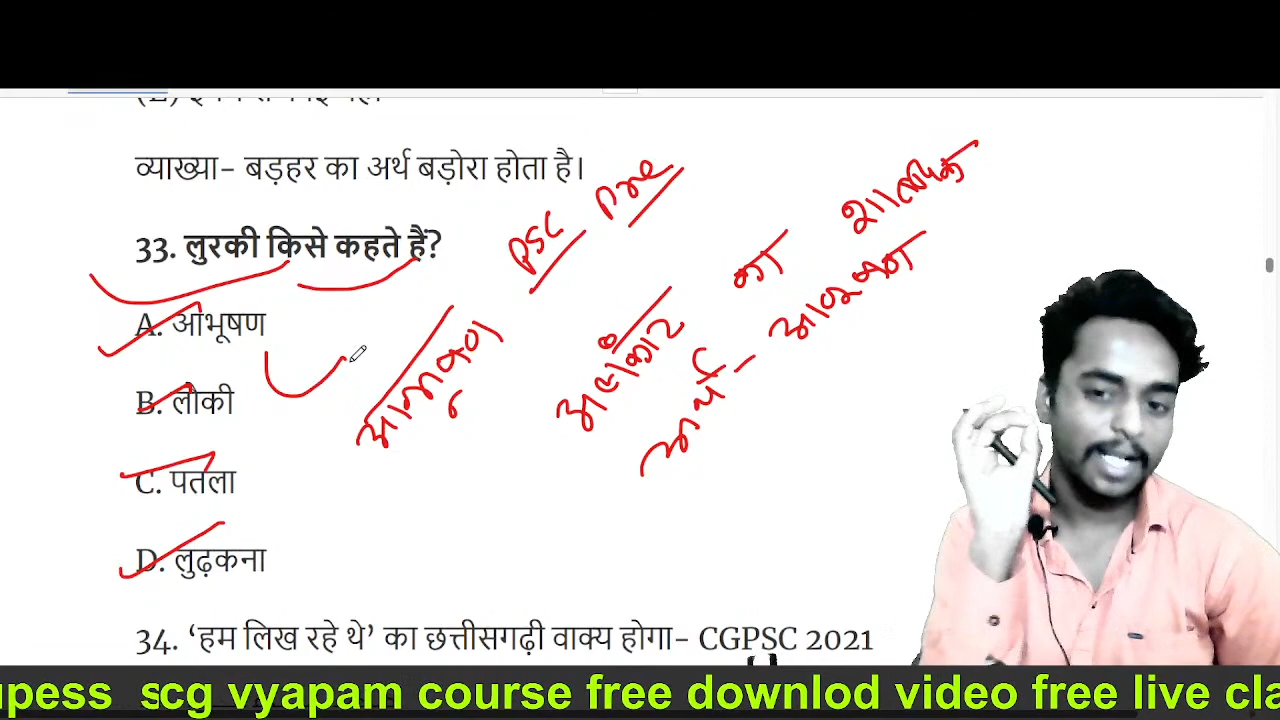 व्याख्या- बड़हर का अर्थ बड़ोरा होता है।
33. लुरकी किसे कहते हैं?
A. आभूषण
B. लौकी
C. पतला
D. लुढ़कना
PSC Pre
आभूषण
अलंकार का शाब्दिक
अर्थ - आभूषण
34. ‘हम लिख रहे थे’ का छत्तीसगढ़ी वाक्य होगा- CGPSC 2021
upess scg vyapam course free downlod video free live cla